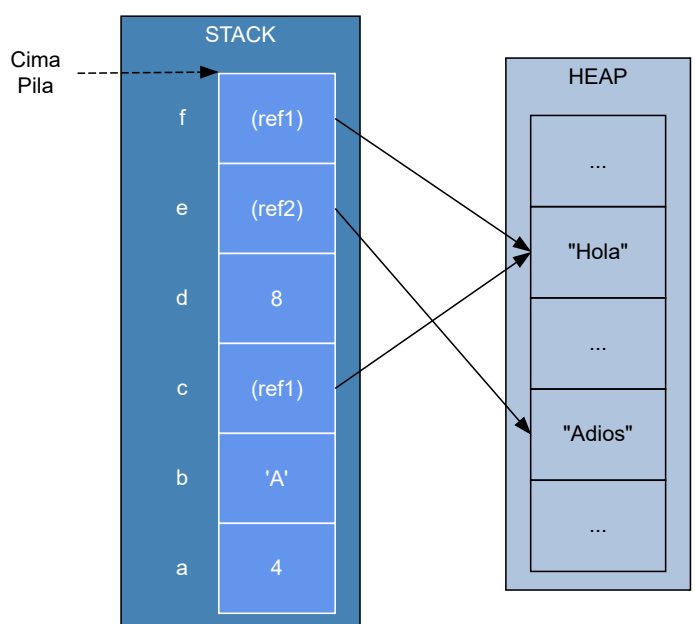 STACK
Cima
Pila
f
(ref1)
e
(ref2)
d
8
c
(ref1)
b
'A'
a
4
HEAP
...
"Hola"
...
"Adios"
...